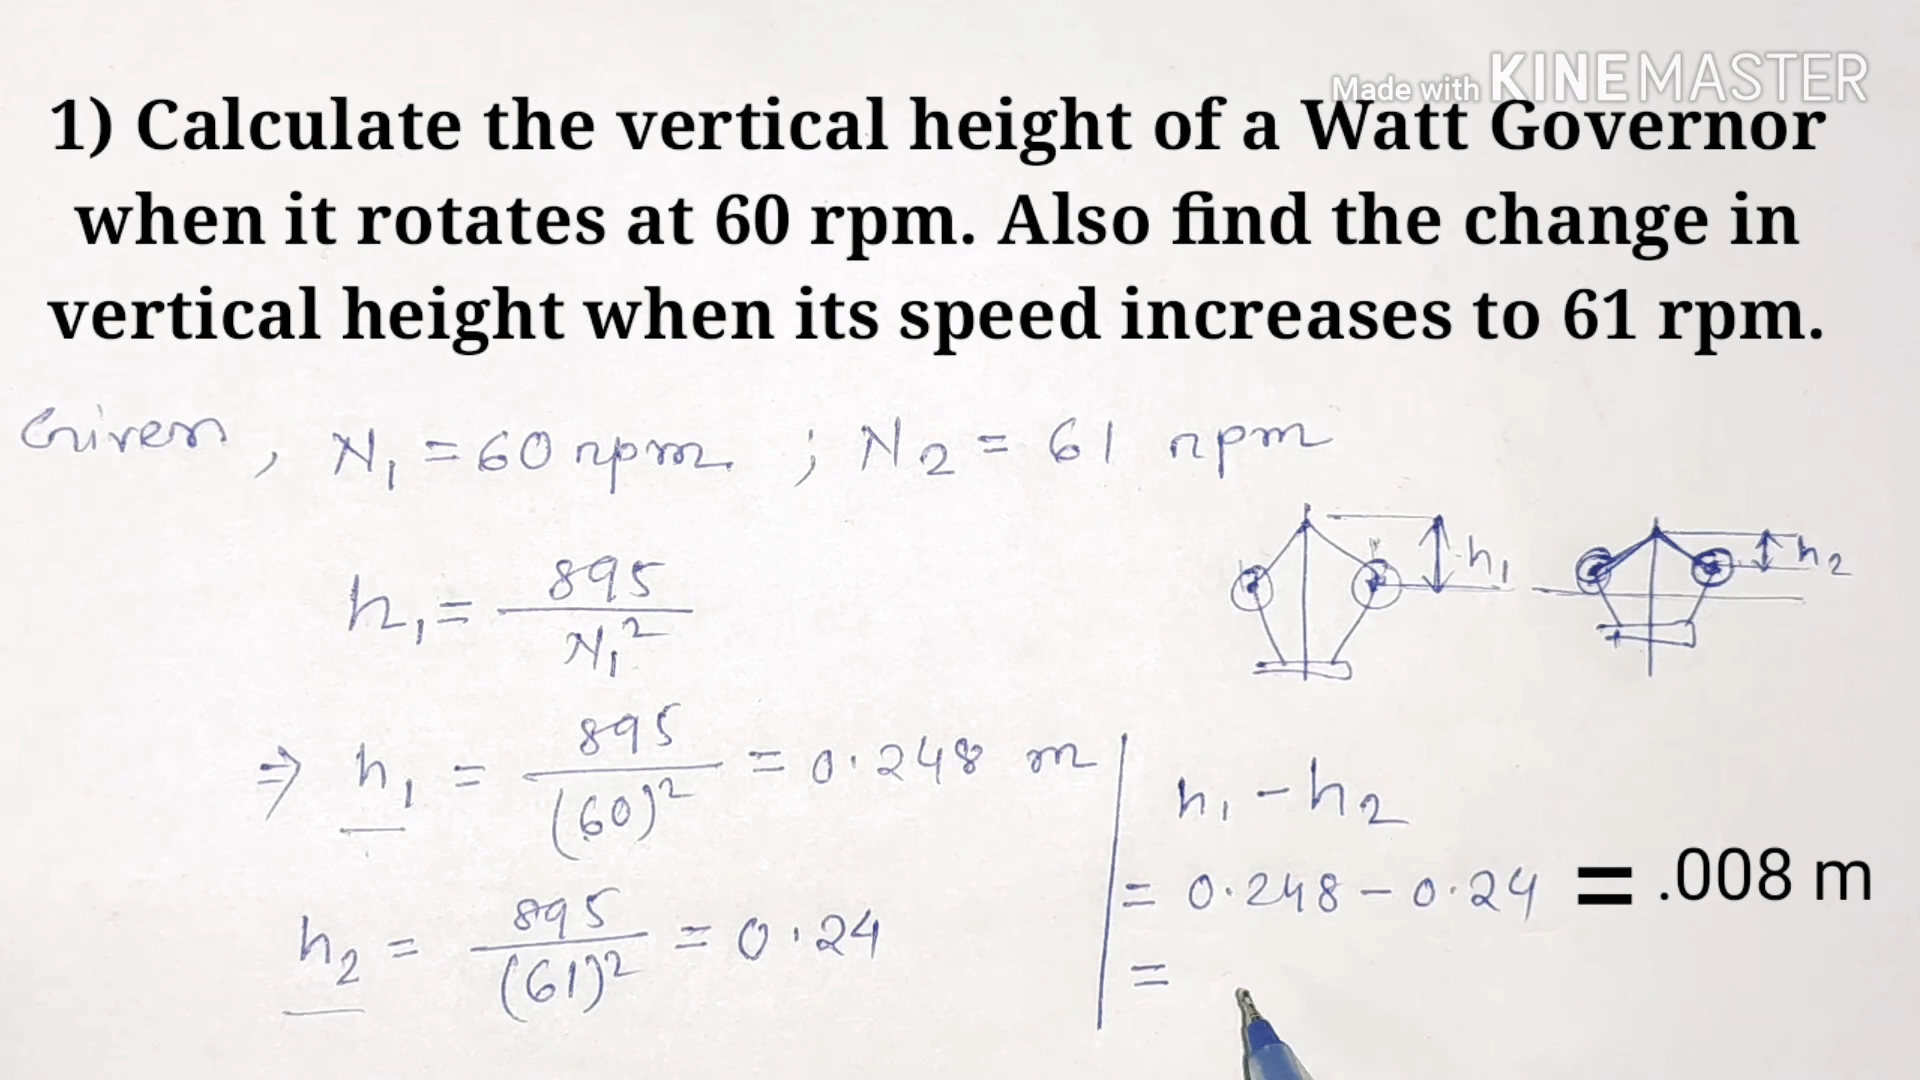 Made with KINEMASTER
1) Calculate the vertical height of a Watt Governor
when it rotates at 60 rpm. Also find the change in
vertical height when its speed increases to 61 rpm.
Given, N₁ = 60 rpm ; N₂ = 61 rpm
h₁
h₂
h₁ = 895 / N₁²
⇒ h₁ = 895 / (60)² = 0.248 m
h₂ = 895 / (61)² = 0.24
h₁ - h₂
= 0.248 - 0.24 = .008 m
=